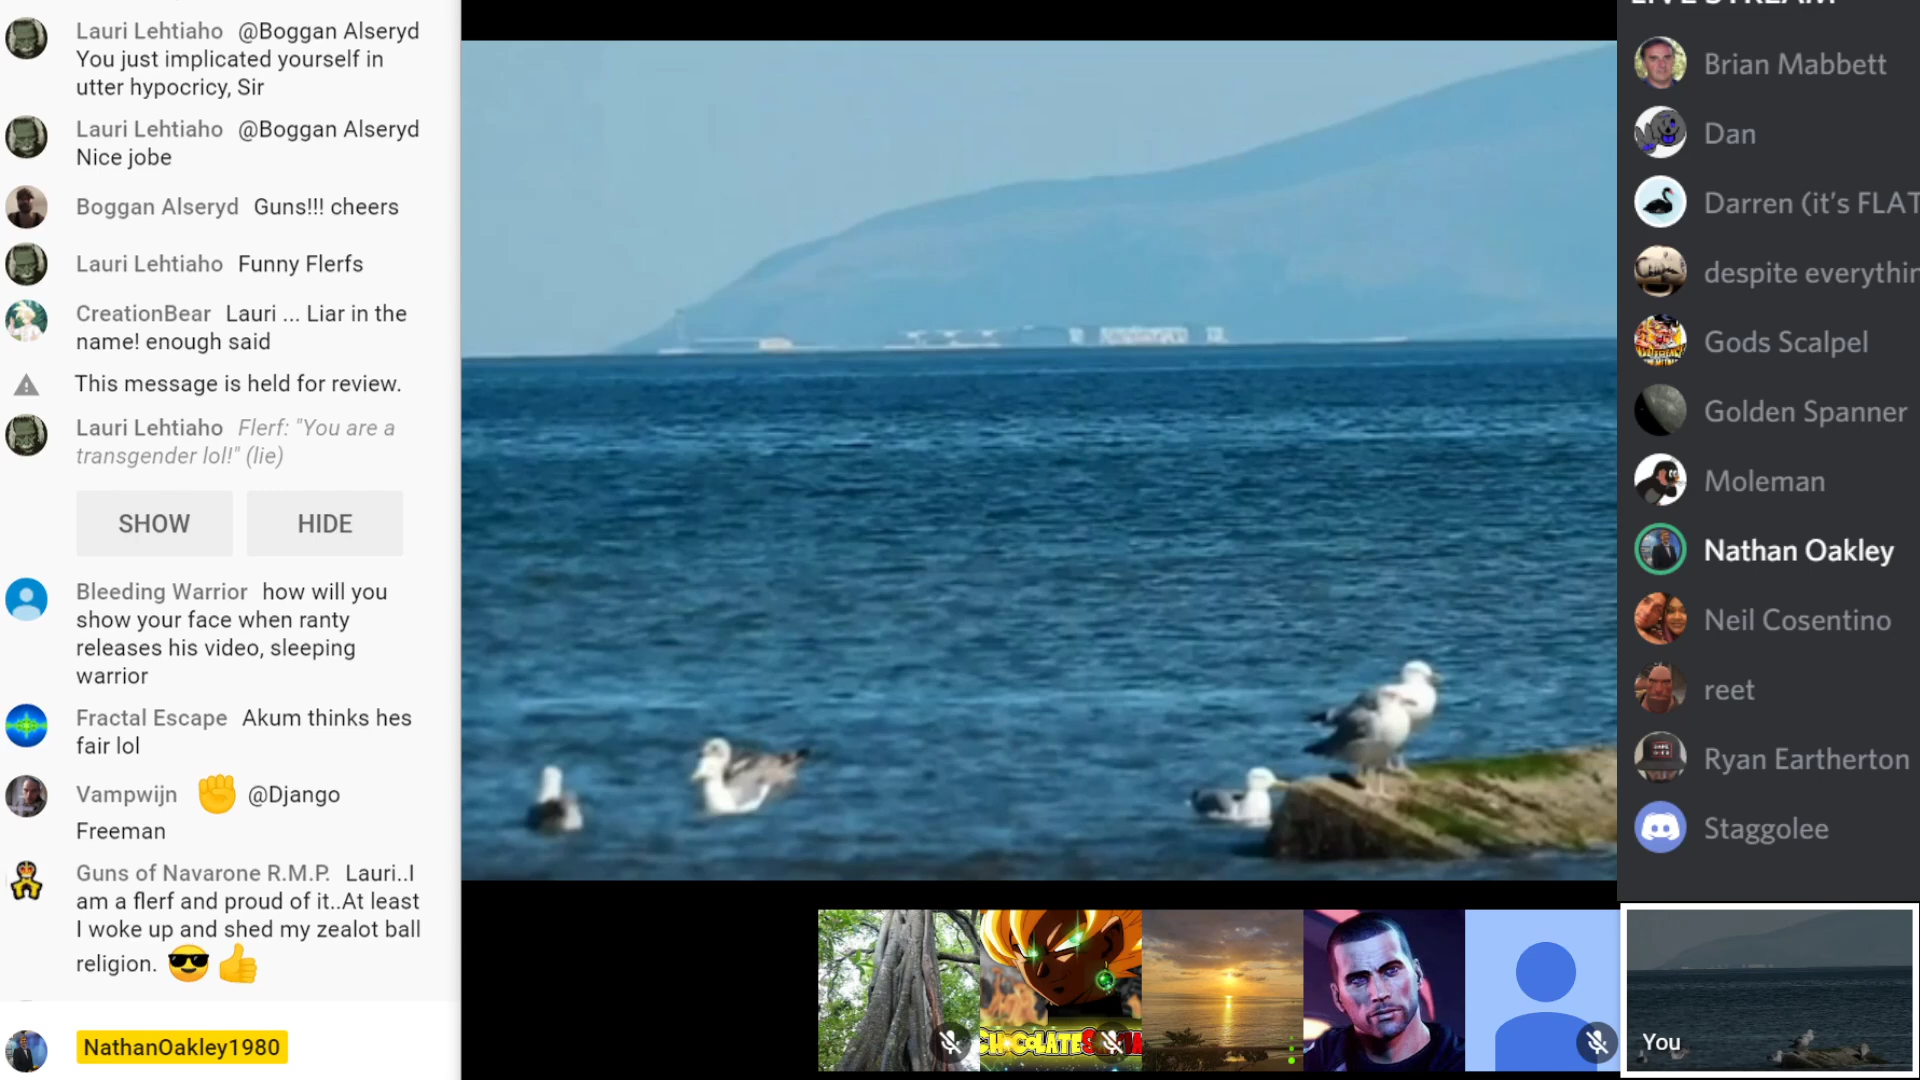 Lauri Lehtiaho @Boggan Alseryd
You just implicated yourself in
utter hypocricy, Sir
Lauri Lehtiaho @Boggan Alseryd
Nice jobe
Boggan Alseryd Guns!!! cheers
Lauri Lehtiaho Funny Flerfs
CreationBear Lauri ... Liar in the
name! enough said
This message is held for review.
Lauri Lehtiaho Flerf: "You are a
transgender lol!" (lie)
SHOW HIDE
Bleeding Warrior how will you
show your face when ranty
releases his video, sleeping
warrior
Fractal Escape Akum thinks hes
fair lol
Vampwijn ✊ @Django
Freeman
Guns of Navarone R.M.P. Lauri..I
am a flerf and proud of it..At least
I woke up and shed my zealot ball
religion. 😎👍
NathanOakley1980
LIVE STREAM
Brian Mabbett
Dan
Darren (it's FLAT
despite everythin
Gods Scalpel
Golden Spanner
Moleman
Nathan Oakley
Neil Cosentino
reet
Ryan Eartherton
Staggolee
You